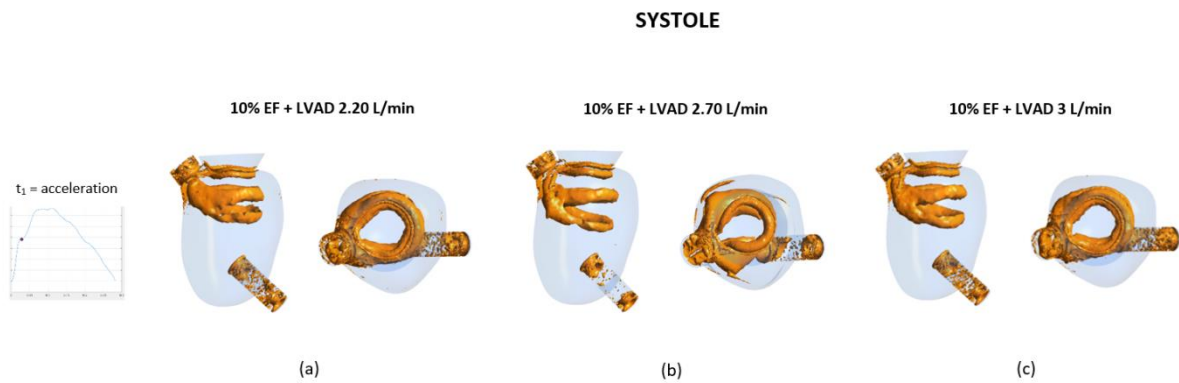 SYSTOLE
10% EF + LVAD 2.20 L/min
10% EF + LVAD 2.70 L/min
10% EF + LVAD 3 L/min
t₁ = acceleration
(a)
(b)
(c)